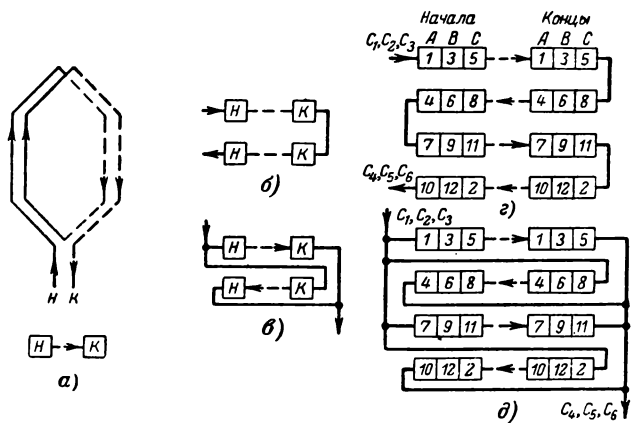 Н К
Н К
а)
Н К
Н К
б)
Н К
Н К
в)
Начала Концы
A B C A B C
C₁,C₂,C₃
1 3 5 1 3 5
4 6 8 4 6 8
7 9 11 7 9 11
C₄,C₅,C₆
10 12 2 10 12 2
г)
C₁, C₂, C₃
1 3 5 1 3 5
4 6 8 4 6 8
7 9 11 7 9 11
10 12 2 10 12 2
д) C₄, C₅, C₆